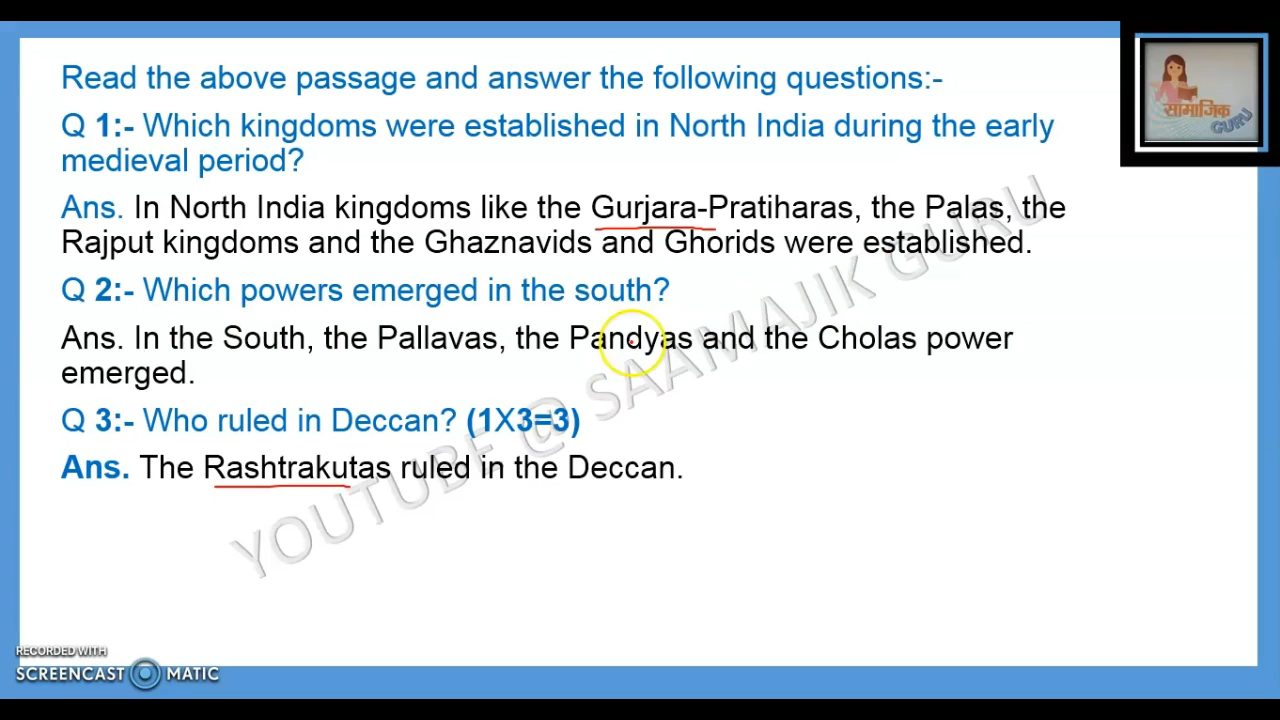 Read the above passage and answer the following questions:-
Q 1:- Which kingdoms were established in North India during the early
medieval period?
Ans. In North India kingdoms like the Gurjara-Pratiharas, the Palas, the
Rajput kingdoms and the Ghaznavids and Ghorids were established.
Q 2:- Which powers emerged in the south?
Ans. In the South, the Pallavas, the Pandyas and the Cholas power
emerged.
Q 3:- Who ruled in Deccan? (1X3=3)
Ans. The Rashtrakutas ruled in the Deccan.
YOUTUBE @ SAAMAJIK GURU
सामाजिक
GURU
RECORDED WITH
SCREENCAST MATIC